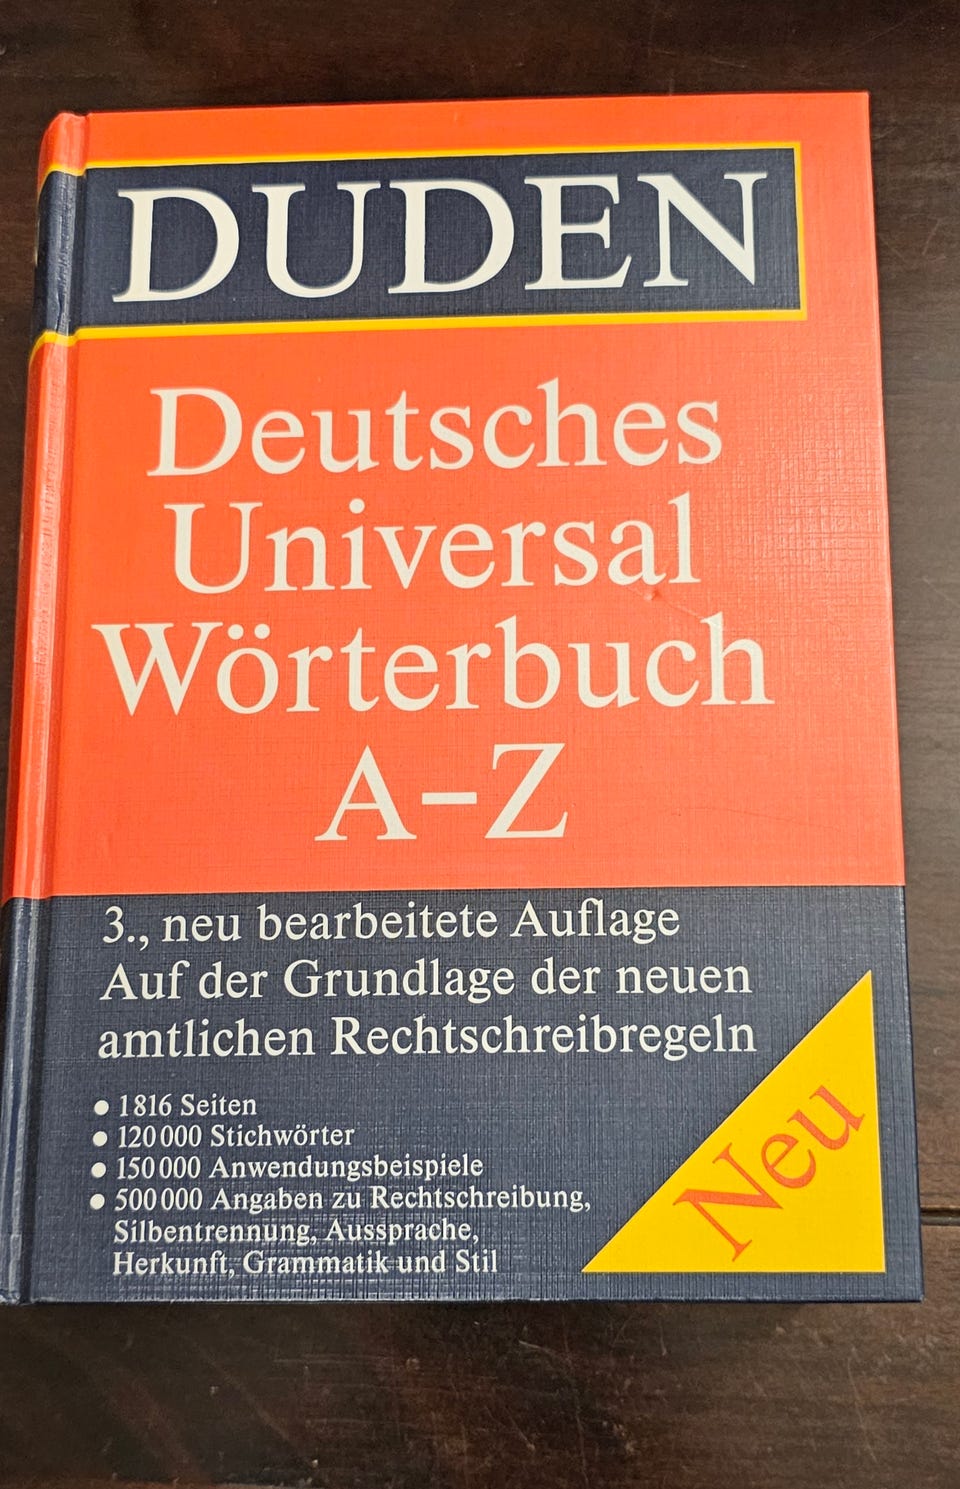 DUDEN
Deutsches
Universal
Wörterbuch
A–Z
3., neu bearbeitete Auflage
Auf der Grundlage der neuen
amtlichen Rechtschreibregeln
• 1816 Seiten
• 120 000 Stichwörter
• 150 000 Anwendungsbeispiele
• 500 000 Angaben zu Rechtschreibung,
Silbentrennung, Aussprache,
Herkunft, Grammatik und Stil
Neu